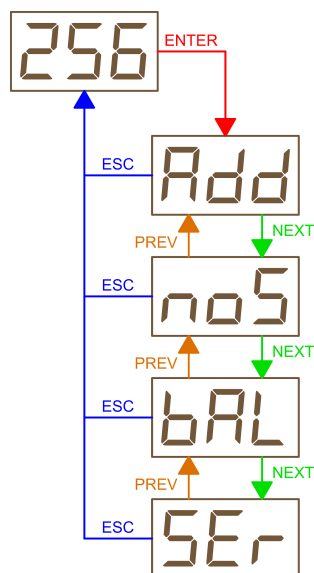 256
ENTER
Add
ESC
PREV
NEXT
noS
ESC
PREV
NEXT
bAL
ESC
PREV
NEXT
SEr
ESC